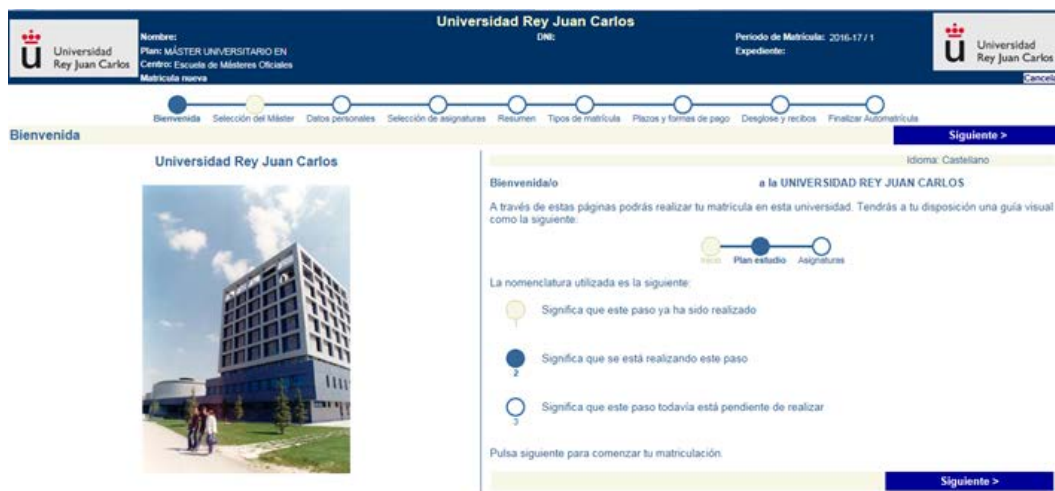 Universidad Rey Juan Carlos
ü Universidad
Rey Juan Carlos
Nombre:
DNI:
Periodo de Matrícula: 2016-17 / 1
Plan: MÁSTER UNIVERSITARIO EN
Expediente:
Centro: Escuela de Másteres Oficiales
Matrícula nueva
ü Universidad
Rey Juan Carlos
Cancela
Bienvenida Selección del Máster Datos personales Selección de asignaturas Resumen Tipos de matrícula Plazos y formas de pago Desglose y recibos Finalizar Automatrícula
Bienvenida
Siguiente >
Universidad Rey Juan Carlos
Idioma: Castellano
Bienvenida/o a la UNIVERSIDAD REY JUAN CARLOS
A través de estas páginas podrás realizar tu matrícula en esta universidad. Tendrás a tu disposición una guía visual
como la siguiente:
Inicio Plan estudio Asignaturas
La nomenclatura utilizada es la siguiente:
1 Significa que este paso ya ha sido realizado
2 Significa que se está realizando este paso
3 Significa que este paso todavía está pendiente de realizar
Pulsa siguiente para comenzar tu matriculación.
Siguiente >